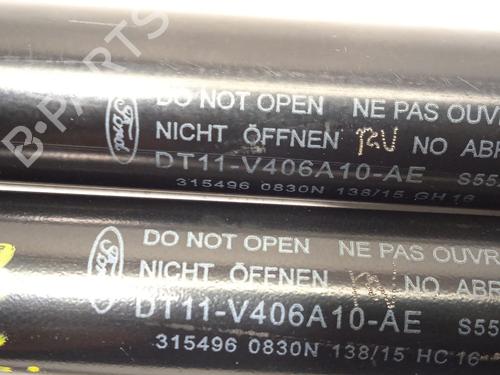 B-PARTS
Ford
DO NOT OPEN NE PAS OUVR
NICHT ÖFFNEN NO ABR
DT11-V406A10-AE S55
315496 0830N 138/15 GH 16
Ford
DO NOT OPEN NE PAS OUVR
NICHT ÖFFNEN NO ABR
DT11-V406A10-AE S55
315496 0830N 138/15 HC 16